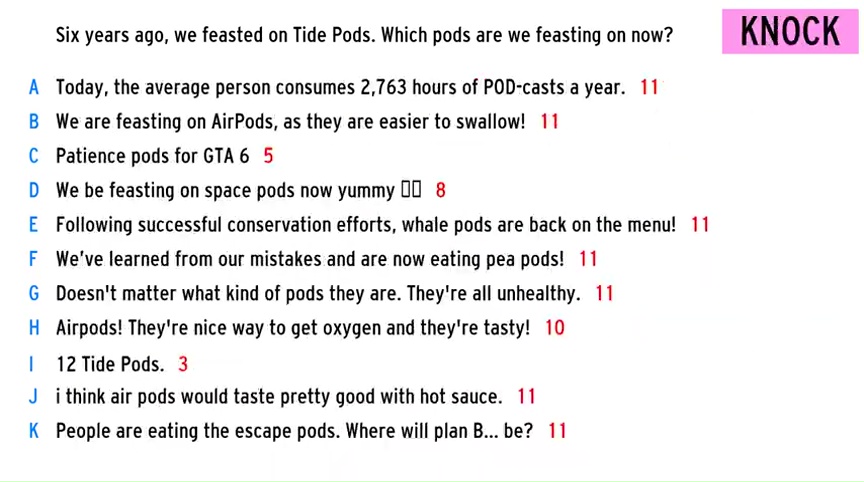 Six years ago, we feasted on Tide Pods. Which pods are we feasting on now?
KNOCK
A Today, the average person consumes 2,763 hours of POD-casts a year. 11
B We are feasting on AirPods, as they are easier to swallow! 11
C Patience pods for GTA 6 5
D We be feasting on space pods now yummy 8
E Following successful conservation efforts, whale pods are back on the menu! 11
F We've learned from our mistakes and are now eating pea pods! 11
G Doesn't matter what kind of pods they are. They're all unhealthy. 11
H Airpods! They're nice way to get oxygen and they're tasty! 10
I 12 Tide Pods. 3
J i think air pods would taste pretty good with hot sauce. 11
K People are eating the escape pods. Where will plan B... be? 11